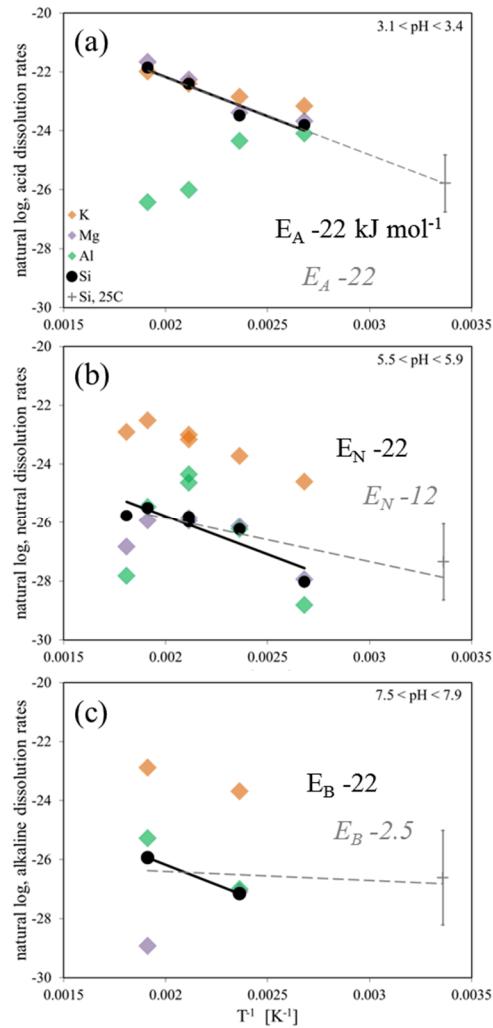 (a)
3.1 < pH < 3.4
natural log, acid dissolution rates
-20
-22
-24
-26
-28
-30
K
Mg
Al
Si
Si, 25C
E_A -22 kJ mol⁻¹
E_A -22
0.0015 0.002 0.0025 0.003 0.0035
(b)
5.5 < pH < 5.9
natural log, neutral dissolution rates
-20
-22
-24
-26
-28
-30
E_N -22
E_N -12
0.0015 0.002 0.0025 0.003 0.0035
(c)
7.5 < pH < 7.9
natural log, alkaline dissolution rates
-20
-22
-24
-26
-28
-30
E_B -22
E_B -2.5
0.0015 0.002 0.0025 0.003 0.0035
T⁻¹ [K⁻¹]